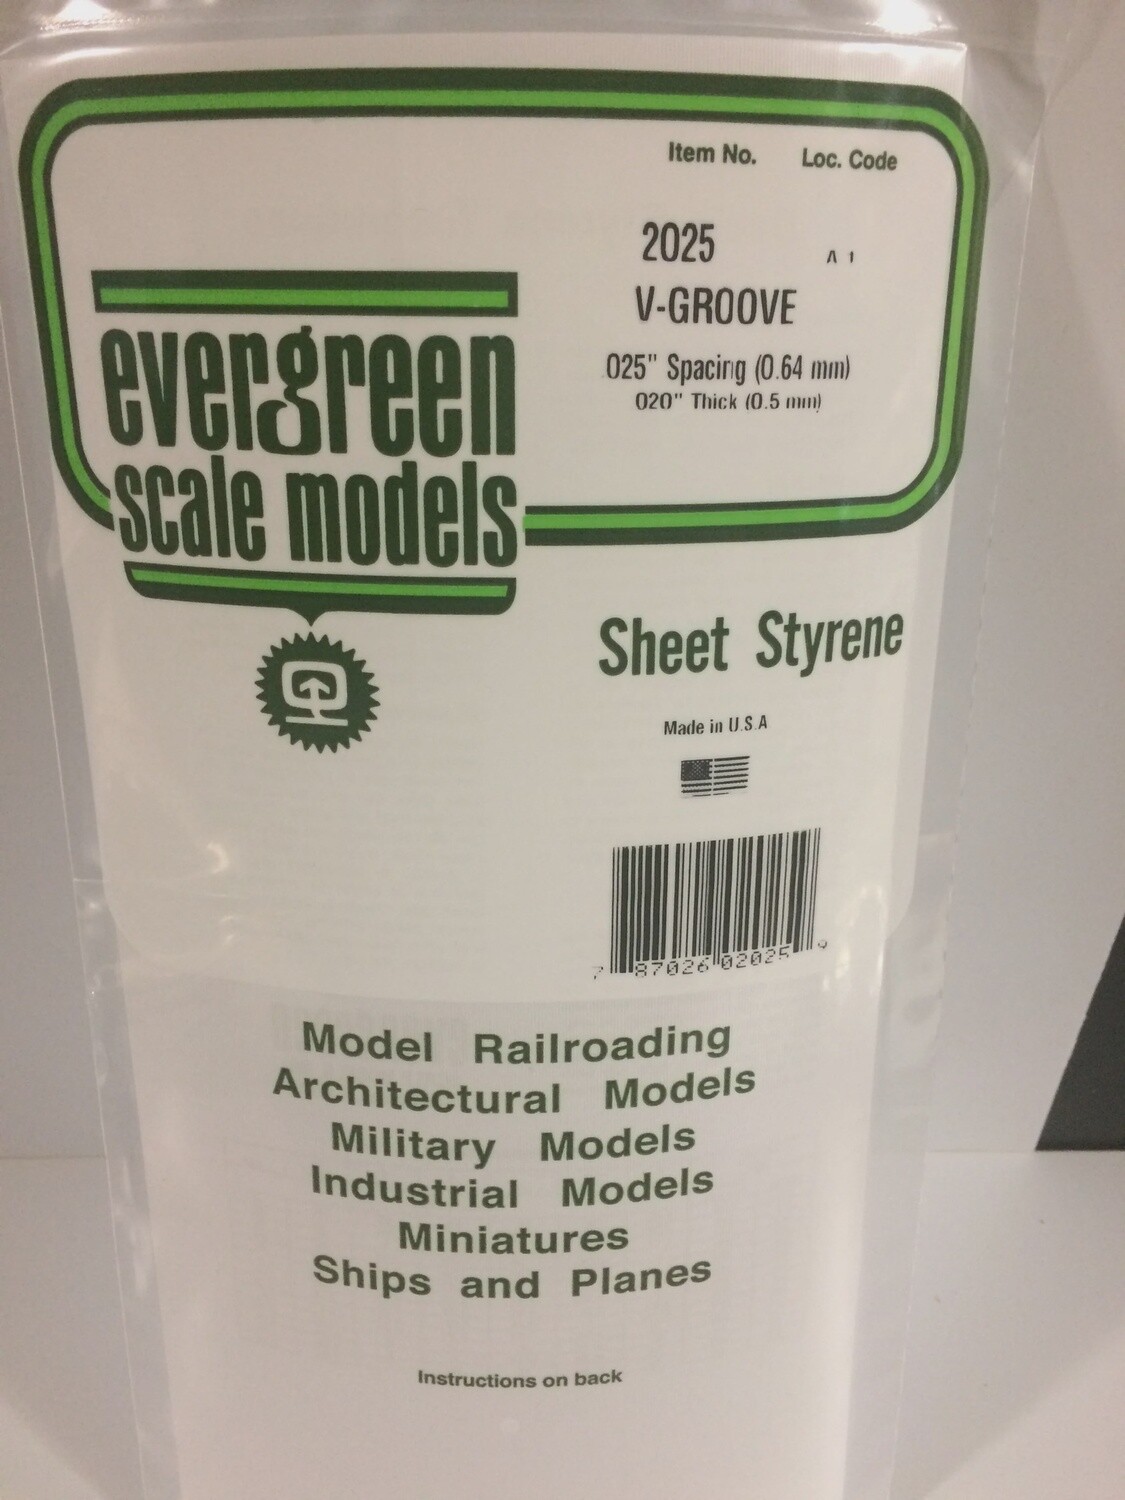 Item No. Loc. Code
2025 A 1
V-GROOVE
.025" Spacing (0.64 mm)
.020" Thick (0.5 mm)
evergreen
scale models
Sheet Styrene
Made in U.S.A
7 87026 02025 9
Model Railroading
Architectural Models
Military Models
Industrial Models
Miniatures
Ships and Planes
Instructions on back